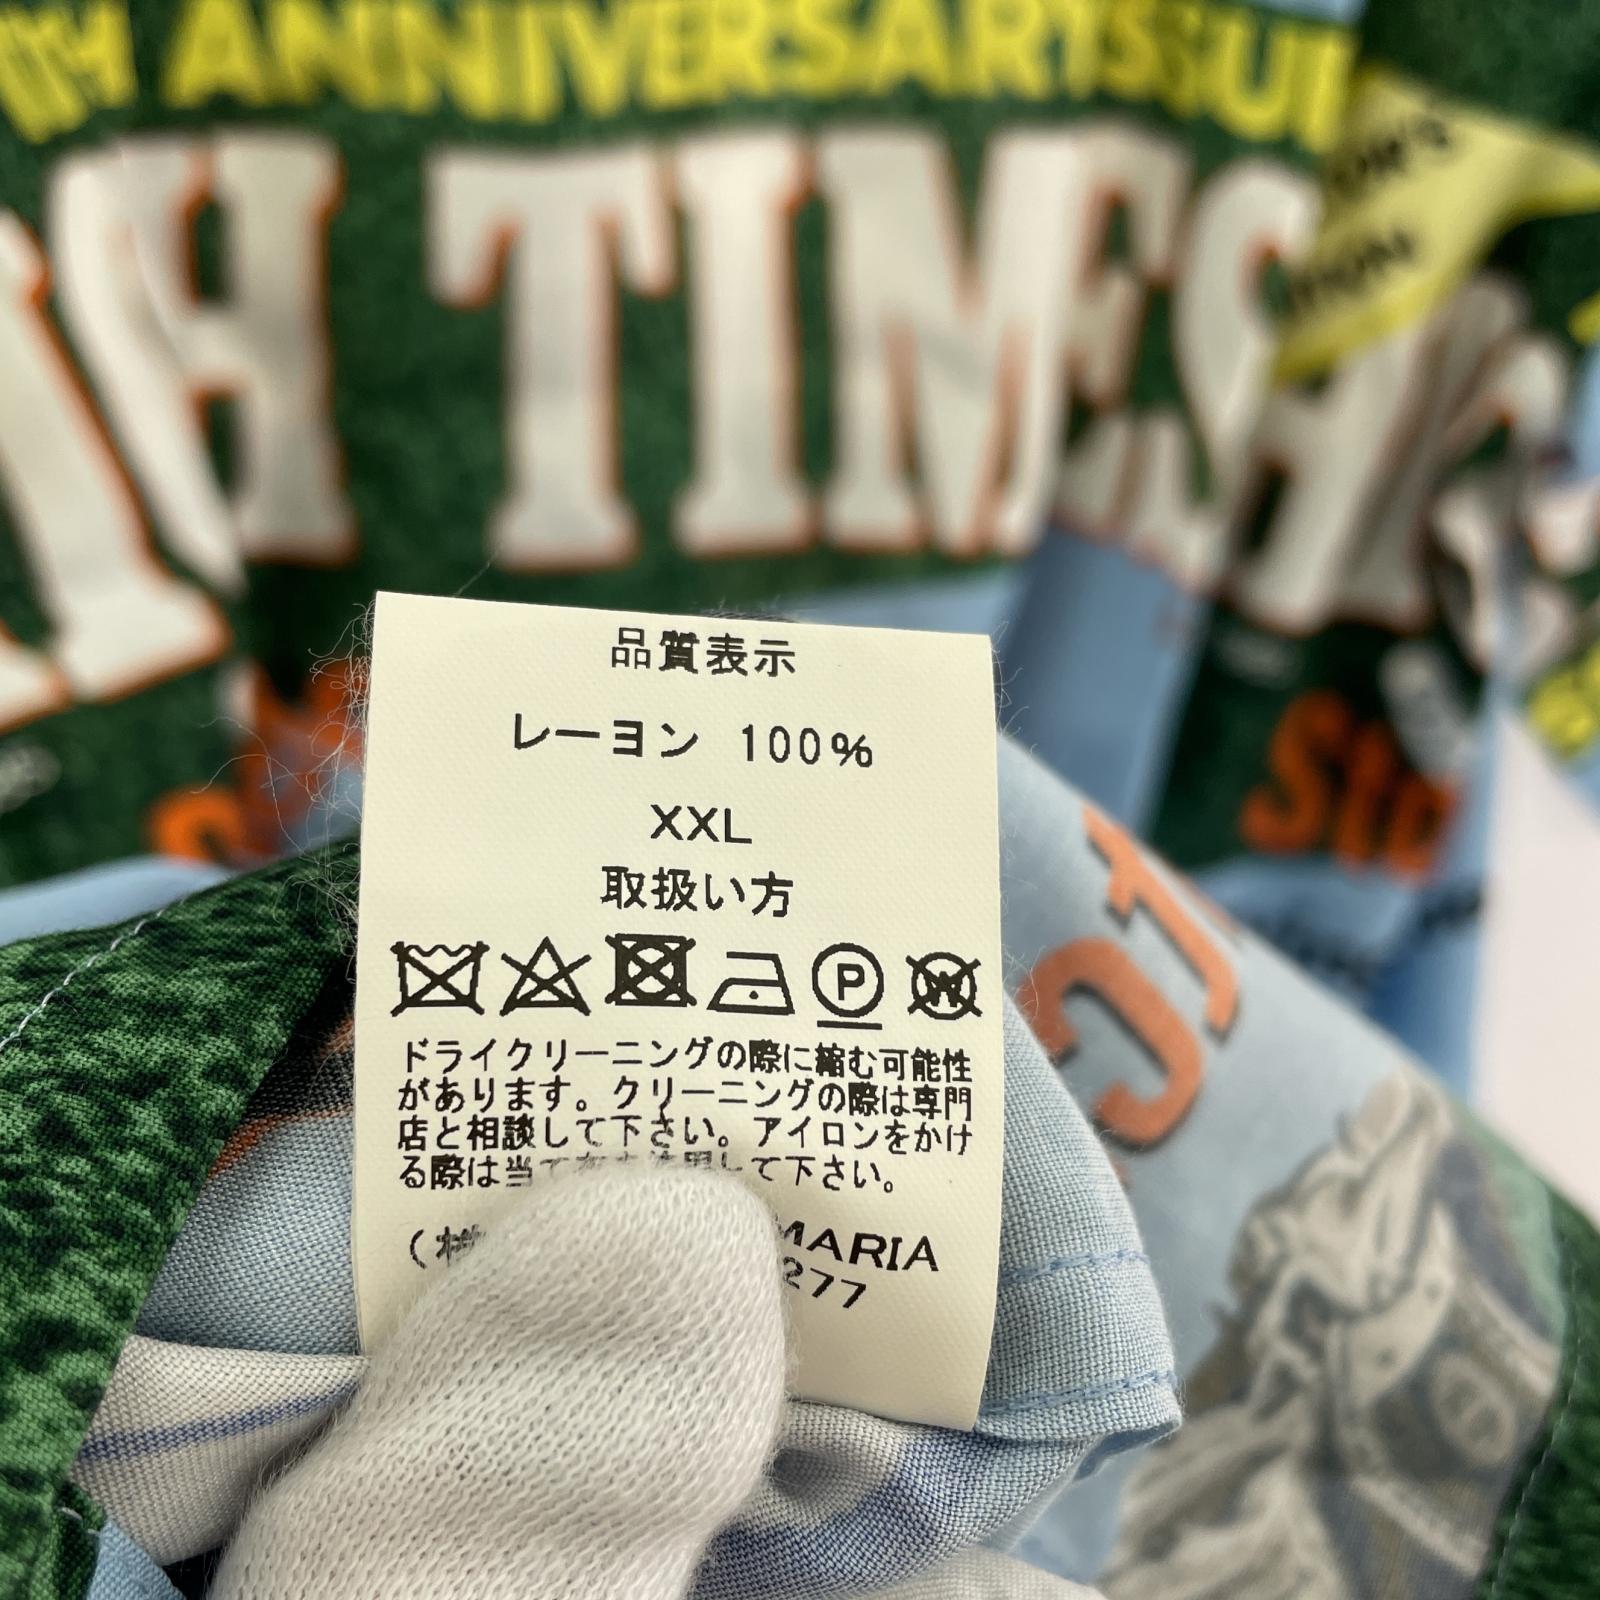 ANNIVERSARY ISSUE
TIMES
品質表示
レーヨン 100%
XXL
取扱い方
P
W
ドライクリーニングの際に縮む可能性
があります。クリーニングの際は専門
店と相談して下さい。アイロンをかけ
る際は当て布を使用して下さい。
MARIA
277